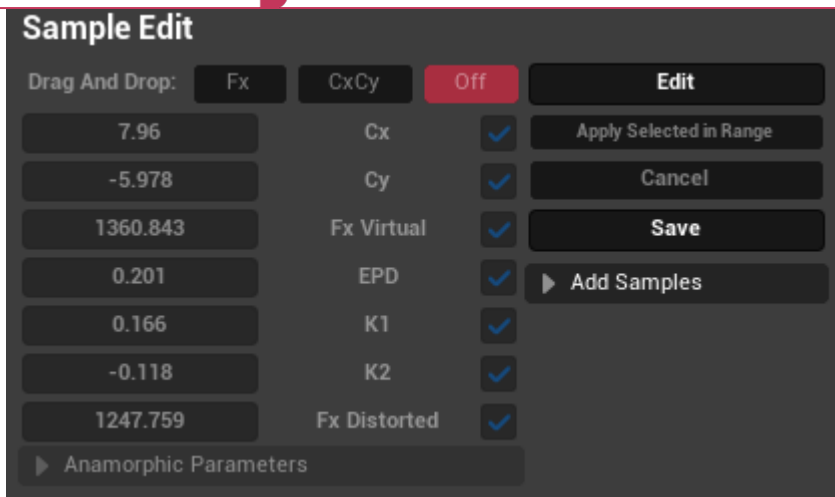 Sample Edit
Drag And Drop: Fx CxCy Off Edit
7.96 Cx Apply Selected in Range
-5.978 Cy Cancel
1360.843 Fx Virtual Save
0.201 EPD Add Samples
0.166 K1
-0.118 K2
1247.759 Fx Distorted
Anamorphic Parameters